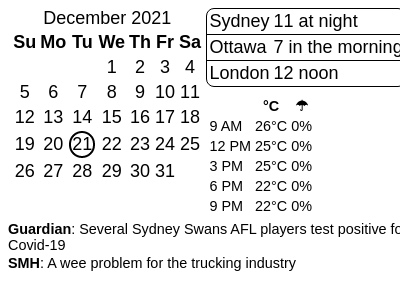 December 2021
Su Mo Tu We Th Fr Sa
1 2 3 4
5 6 7 8 9 10 11
12 13 14 15 16 17 18
19 20 21 22 23 24 25
26 27 28 29 30 31
Sydney 11 at night
Ottawa 7 in the morning
London 12 noon
°C ☂
9 AM 26°C 0%
12 PM 25°C 0%
3 PM 25°C 0%
6 PM 22°C 0%
9 PM 22°C 0%
Guardian: Several Sydney Swans AFL players test positive
Covid-19
SMH: A wee problem for the trucking industry